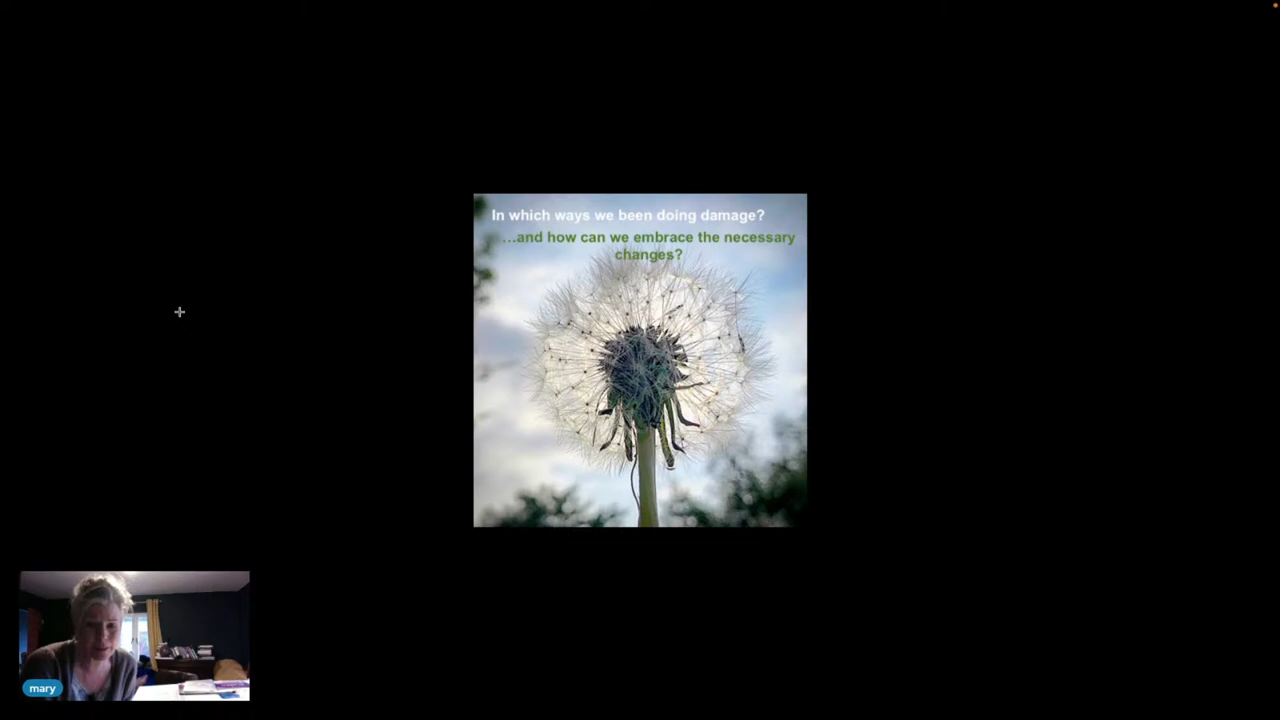 In which ways we been doing damage?
…and how can we embrace the necessary
changes?
mary